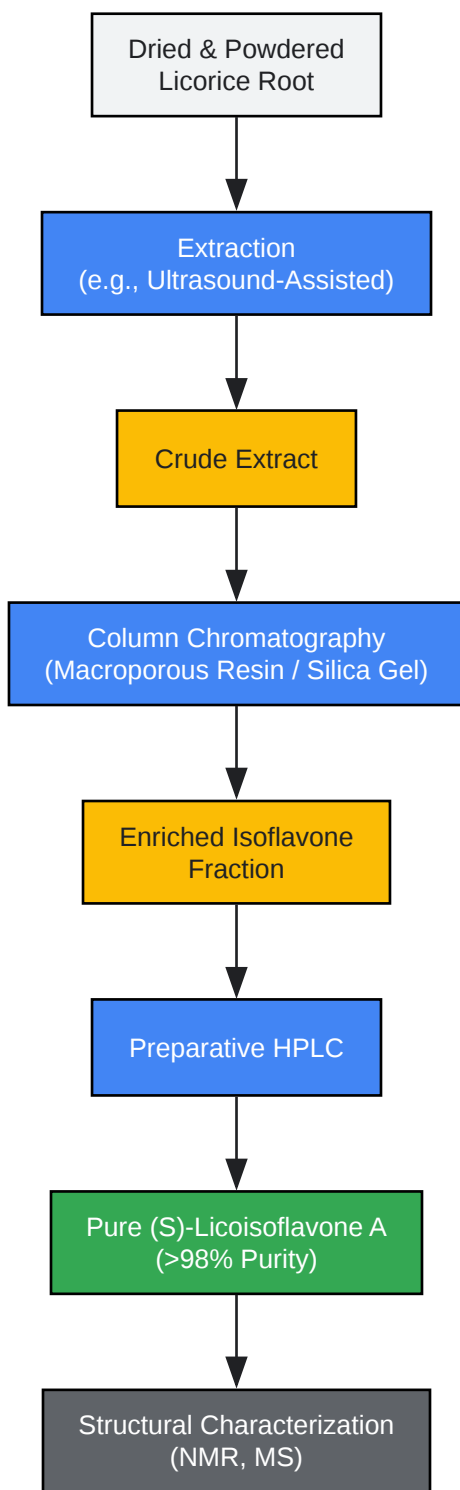 Dried & Powdered
Licorice Root
Extraction
(e.g., Ultrasound-Assisted)
Crude Extract
Column Chromatography
(Macroporous Resin / Silica Gel)
Enriched Isoflavone
Fraction
Preparative HPLC
Pure (S)-Licoisoflavone A
(>98% Purity)
Structural Characterization
(NMR, MS)